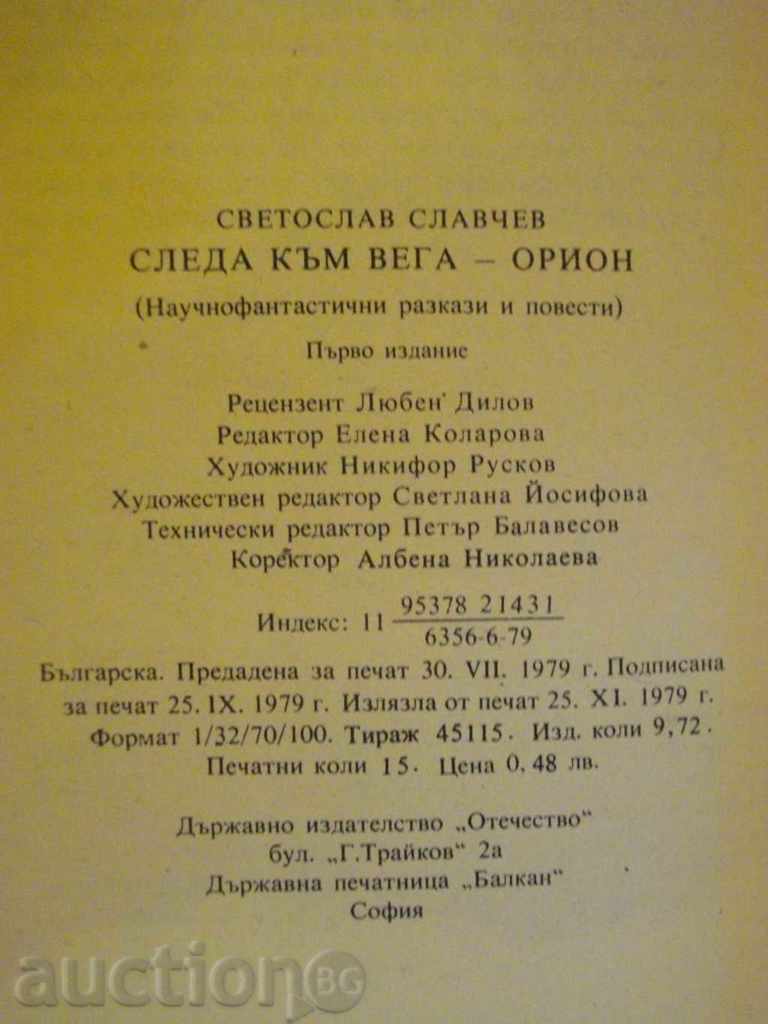 СВЕТОСЛАВ СЛАВЧЕВ
СЛЕДА КЪМ ВЕГА – ОРИОН
(Научнофантастични разкази и повести)
Първо издание
Рецензент Любен Дилов
Редактор Елена Коларова
Художник Никифор Русков
Художествен редактор Светлана Йосифова
Технически редактор Петър Балавесов
Коректор Албена Николаева
95378 21431
Индекс: 11
6356-6-79
Българска. Предадена за печат 30. VII. 1979 г. Подписана
за печат 25. IX. 1979 г. Излязла от печат 25. XI. 1979 г.
Формат 1/32/70/100. Тираж 45115. Изд. коли 9,72.
Печатни коли 15. Цена 0,48 лв.
Държавно издателство „Отечество“
бул. „Г.Трайков“ 2а
Държавна печатница „Балкан“
София
auction BG